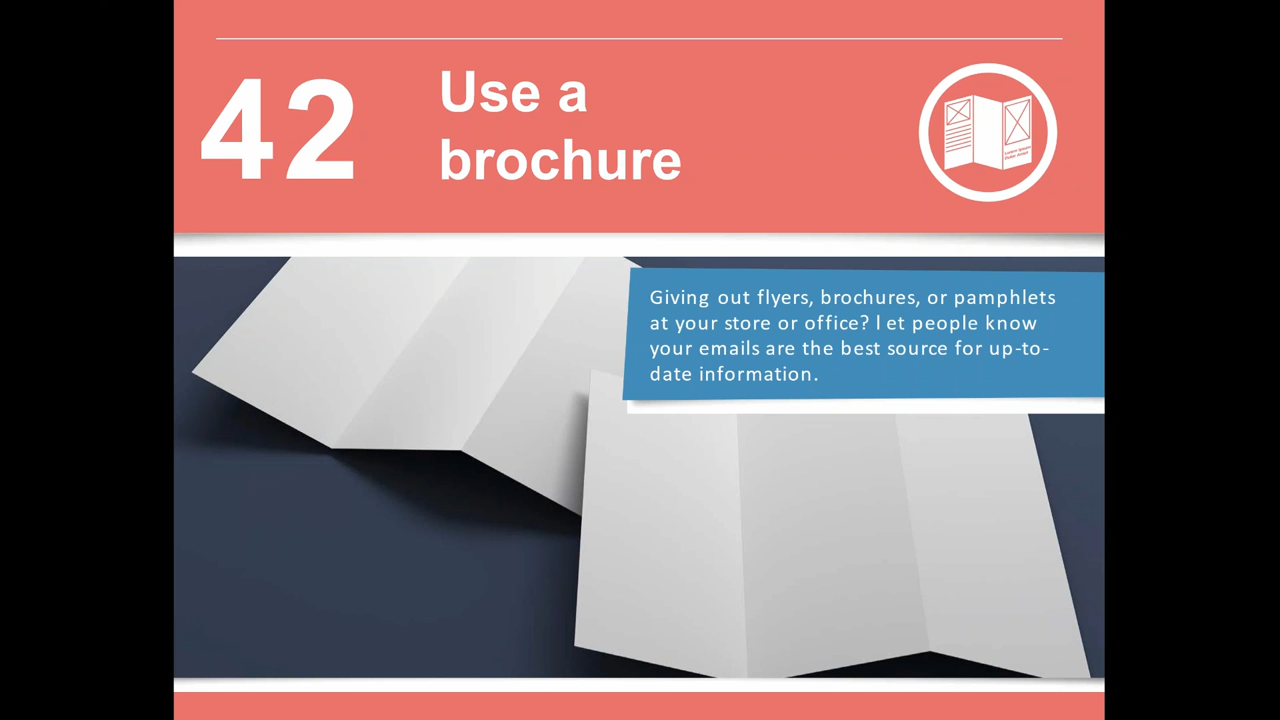 42
Use a
brochure
Giving out flyers, brochures, or pamphlets
at your store or office? l et people know
your emails are the best source for up-to-
date information.